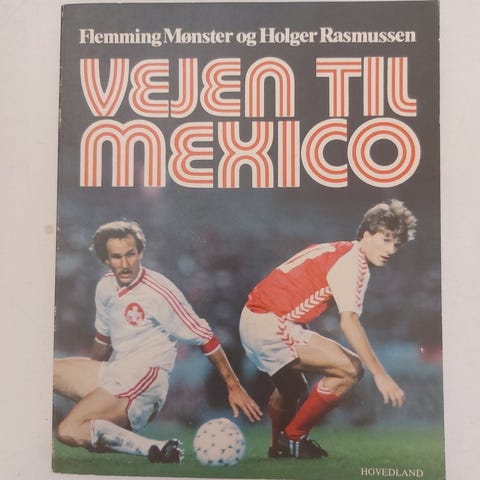 Flemming Mønster og Holger Rasmussen
VEJEN TIL
MEXICO
HOVEDLAND